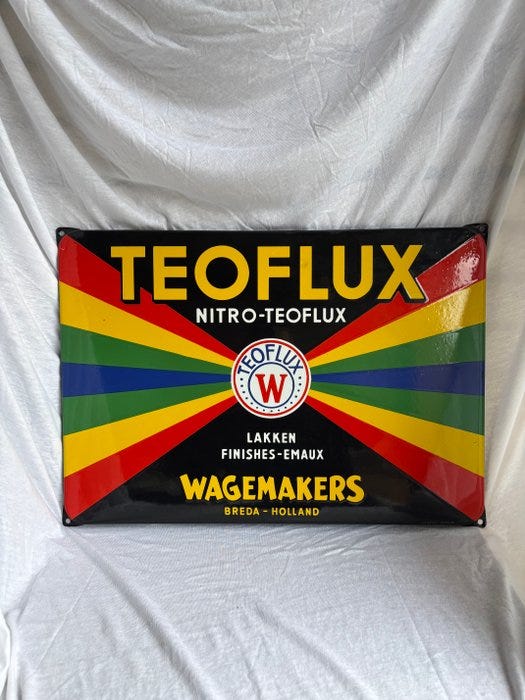 TEOFLUX
NITRO-TEOFLUX
TEOFLUX
W
LAKKEN
FINISHES-EMAUX
WAGEMAKERS
BREDA - HOLLAND